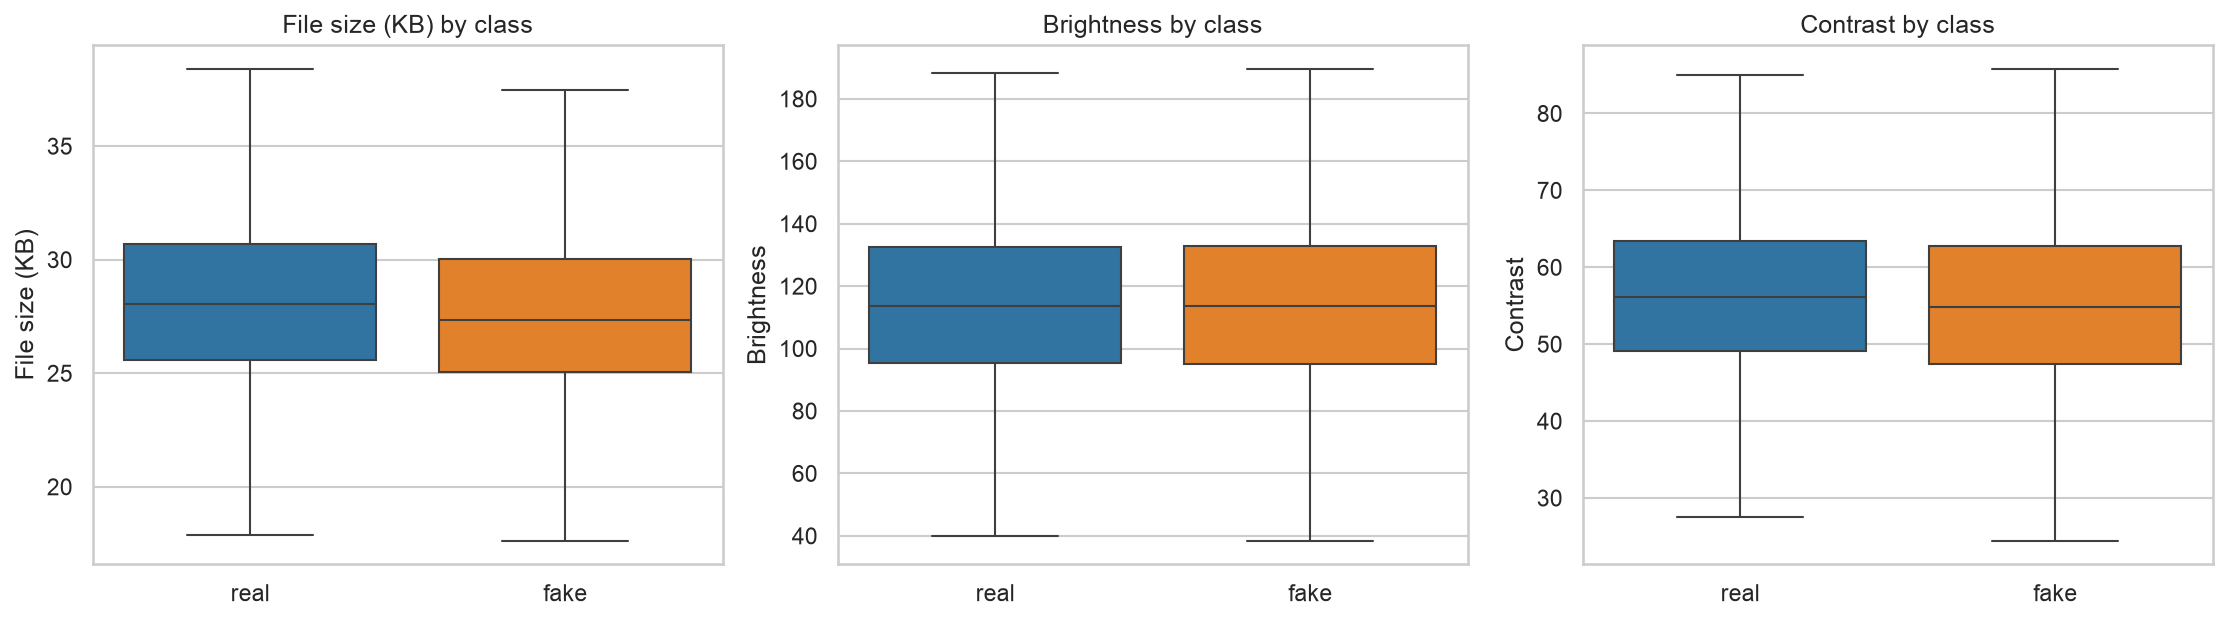 File size (KB) by class
File size (KB)
35
30
25
20
real
fake
Brightness by class
Brightness
180
160
140
120
100
80
60
40
real
fake
Contrast by class
Contrast
80
70
60
50
40
30
real
fake